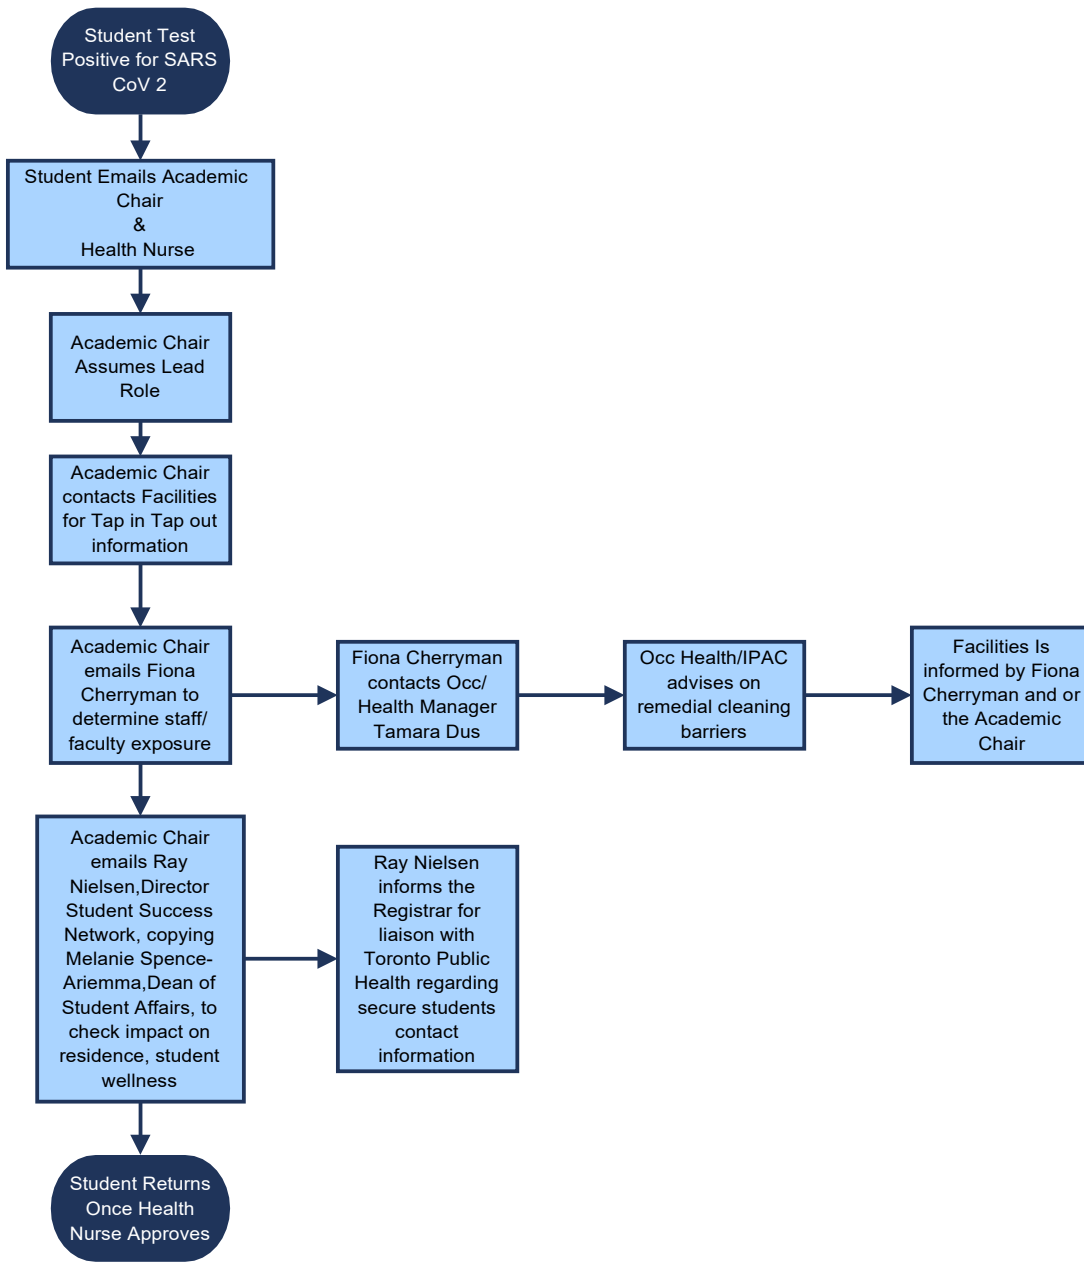 Student Test
Positive for SARS
CoV 2
Student Emails Academic
Chair
&
Health Nurse
Academic Chair
Assumes Lead
Role
Academic Chair
contacts Facilities
for Tap in Tap out
information
Academic Chair
emails Fiona
Cherryman to
determine staff/
faculty exposure
Fiona Cherryman
contacts Occ/
Health Manager
Tamara Dus
Occ Health/IPAC
advises on
remedial cleaning
barriers
Facilities Is
informed by Fiona
Cherryman and or
the Academic
Chair
Academic Chair
emails Ray
Nielsen,Director
Student Success
Network, copying
Melanie Spence-
Ariemma,Dean of
Student Affairs, to
check impact on
residence, student
wellness
Ray Nielsen
informs the
Registrar for
liaison with
Toronto Public
Health regarding
secure students
contact
information
Student Returns
Once Health
Nurse Approves